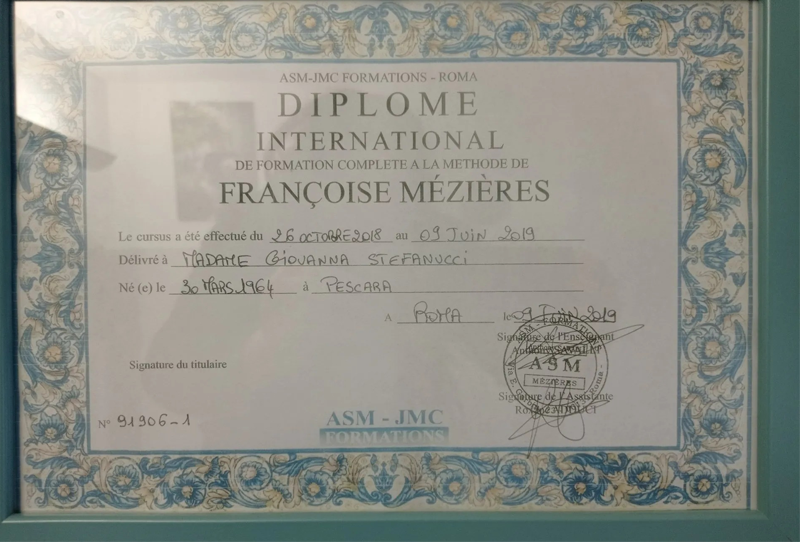 ASM-JMC FORMATIONS - ROMA
DIPLOME
INTERNATIONAL
DE FORMATION COMPLETE A LA METHODE DE
FRANÇOISE MÉZIÈRES
Le cursus a été effectué du 26 OCTOBRE 2018 au 09 JUIN 2019
Délivré à MADAME GIOVANNA STEFANUCCI
Né (e) le 30 MARS 1964 à PESCARA
A ROMA le 09 JUIN 2019
Signature de l'Enseignant
Signature du titulaire
ASM - FORMATIONS
ASM
MÉZIÈRES
Roma
Signature de l'Assistante
N° 91906-1
ASM - JMC
FORMATIONS